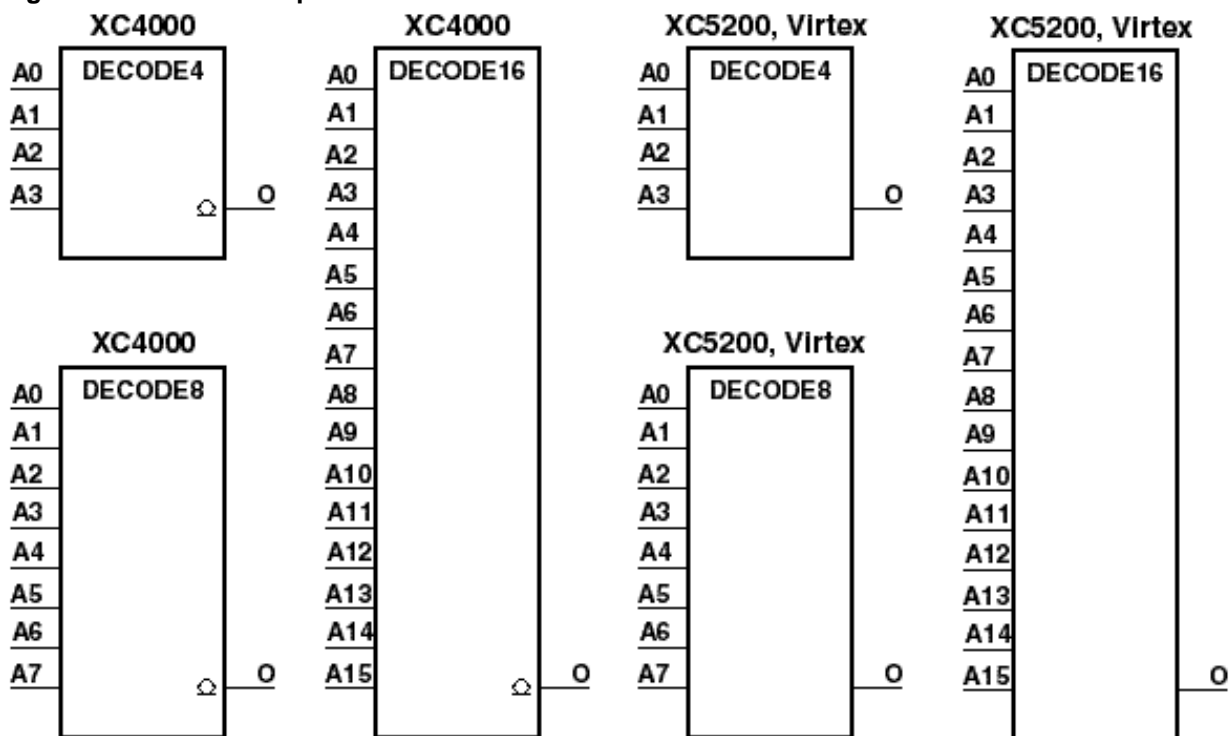 XC4000
DECODE4
A0
A1
A2
A3
O
XC4000
DECODE8
A0
A1
A2
A3
A4
A5
A6
A7
O
XC4000
DECODE16
A0
A1
A2
A3
A4
A5
A6
A7
A8
A9
A10
A11
A12
A13
A14
A15
O
XC5200, Virtex
DECODE4
A0
A1
A2
A3
O
XC5200, Virtex
DECODE8
A0
A1
A2
A3
A4
A5
A6
A7
O
XC5200, Virtex
DECODE16
A0
A1
A2
A3
A4
A5
A6
A7
A8
A9
A10
A11
A12
A13
A14
A15
O